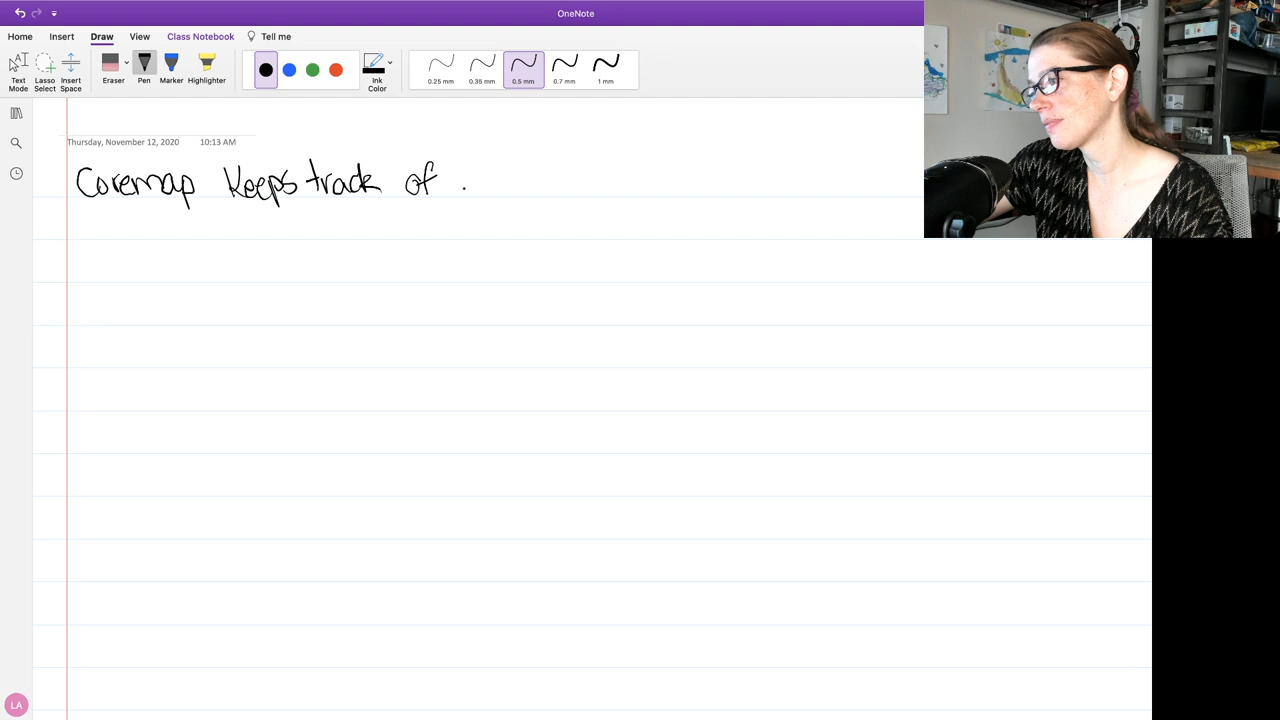 OneNote
Home Insert Draw View Class Notebook Tell me
Text Mode
Lasso Select
Insert Space
Eraser
Pen
Marker
Highlighter
Ink Color
0.25 mm
0.35 mm
0.5 mm
0.7 mm
1 mm
Thursday, November 12, 2020 10:13 AM
Coremap Keeps track of
LA